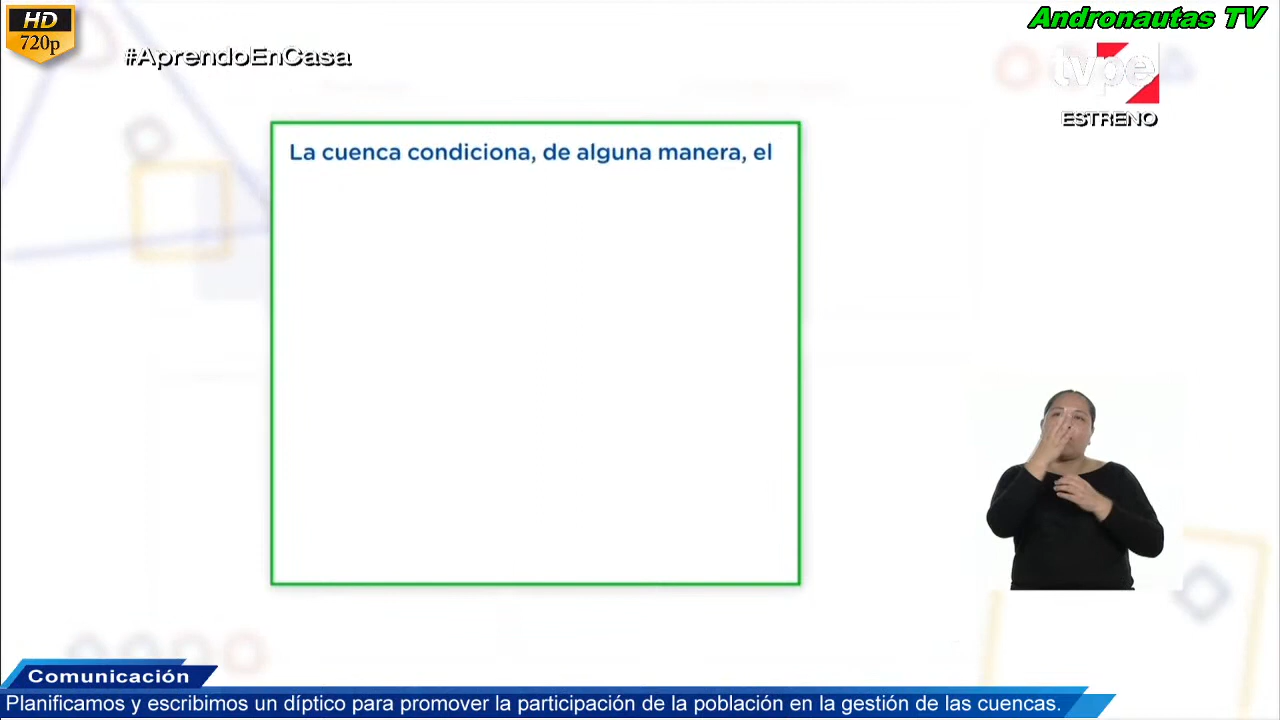 HD
720p
#AprendoEnCasa
Andronautas TV
tvpe
ESTRENO
La cuenca condiciona, de alguna manera, el
Comunicación
Planificamos y escribimos un díptico para promover la participación de la población en la gestión de las cuencas.